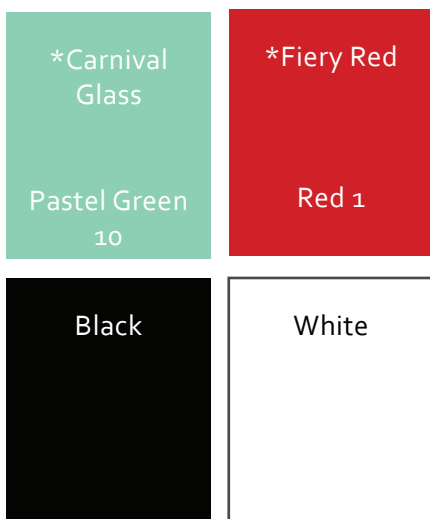 *Carnival
Glass
Pastel Green
10
*Fiery Red
Red 1
Black
White